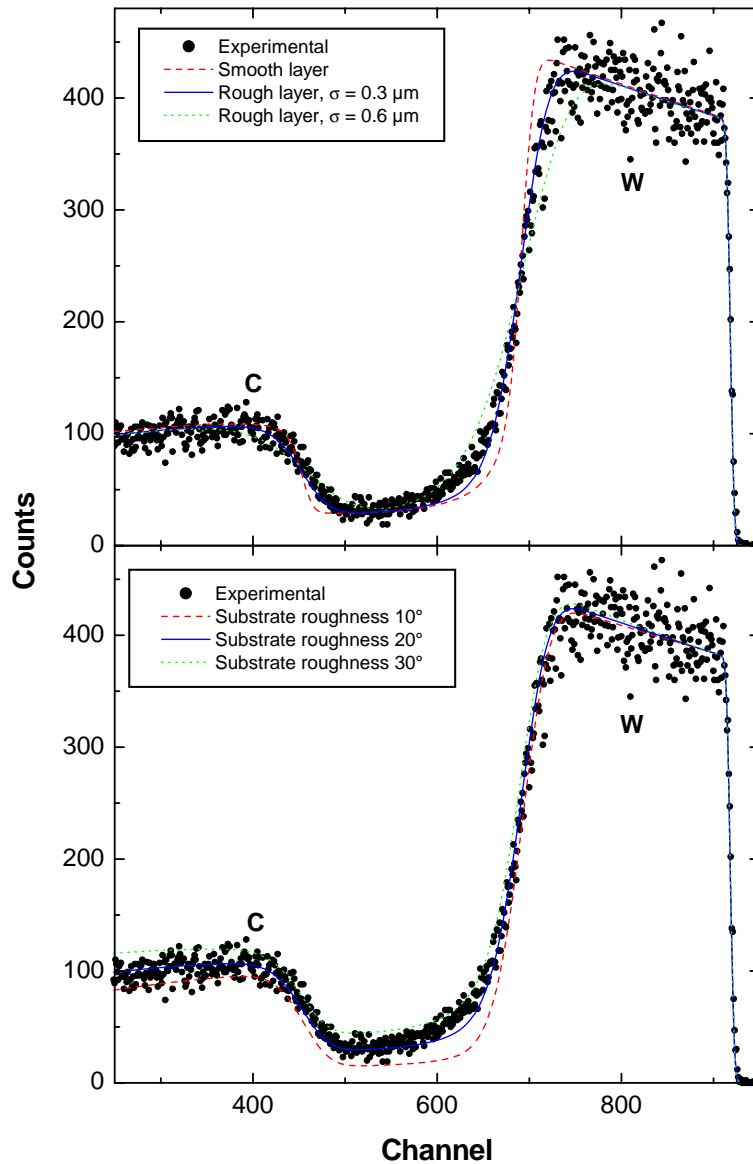 400
300
200
100
0
Experimental
Smooth layer
Rough layer, σ = 0.3 μm
Rough layer, σ = 0.6 μm
W
C
Counts
400
300
200
100
0
Experimental
Substrate roughness 10°
Substrate roughness 20°
Substrate roughness 30°
W
C
400 600 800
Channel